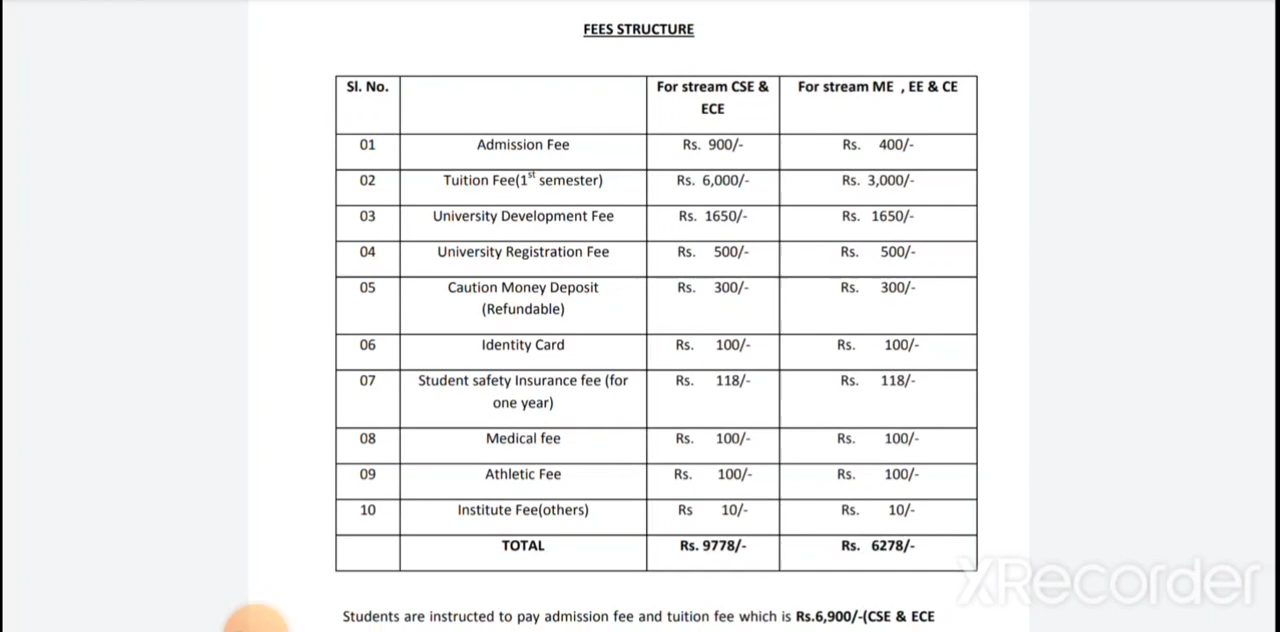 FEES STRUCTURE
Sl. No. For stream CSE & For stream ME , EE & CE
ECE
01 Admission Fee Rs. 900/- Rs. 400/-
02 Tuition Fee(1st semester) Rs. 6,000/- Rs. 3,000/-
03 University Development Fee Rs. 1650/- Rs. 1650/-
04 University Registration Fee Rs. 500/- Rs. 500/-
05 Caution Money Deposit Rs. 300/- Rs. 300/-
(Refundable)
06 Identity Card Rs. 100/- Rs. 100/-
07 Student safety Insurance fee (for Rs. 118/- Rs. 118/-
one year)
08 Medical fee Rs. 100/- Rs. 100/-
09 Athletic Fee Rs. 100/- Rs. 100/-
10 Institute Fee(others) Rs 10/- Rs. 10/-
TOTAL Rs. 9778/- Rs. 6278/-
XRecorder
Students are instructed to pay admission fee and tuition fee which is Rs.6,900/-(CSE & ECE